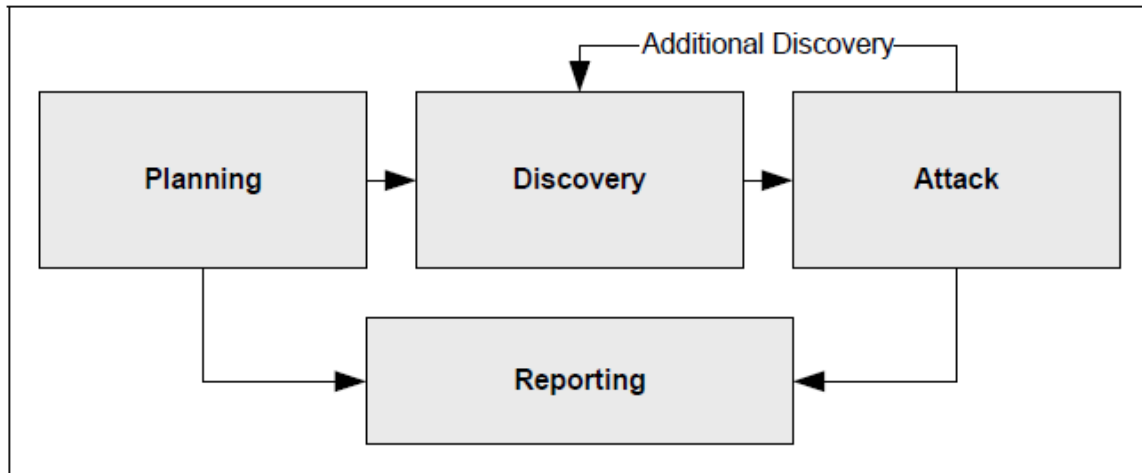 Additional Discovery
Planning
Discovery
Attack
Reporting